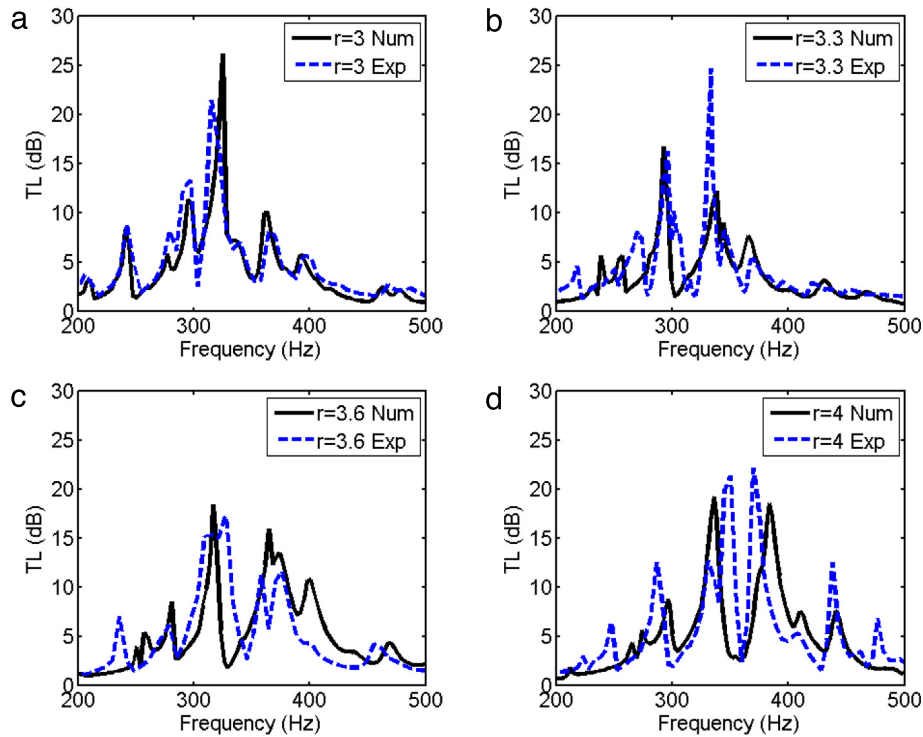 a
30
25
20
15
10
5
0
TL (dB)
200 300 400 500
Frequency (Hz)
r=3 Num
r=3 Exp
b
30
25
20
15
10
5
0
TL (dB)
200 300 400 500
Frequency (Hz)
r=3.3 Num
r=3.3 Exp
c
30
25
20
15
10
5
0
TL (dB)
200 300 400 500
Frequency (Hz)
r=3.6 Num
r=3.6 Exp
d
30
25
20
15
10
5
0
TL (dB)
200 300 400 500
Frequency (Hz)
r=4 Num
r=4 Exp